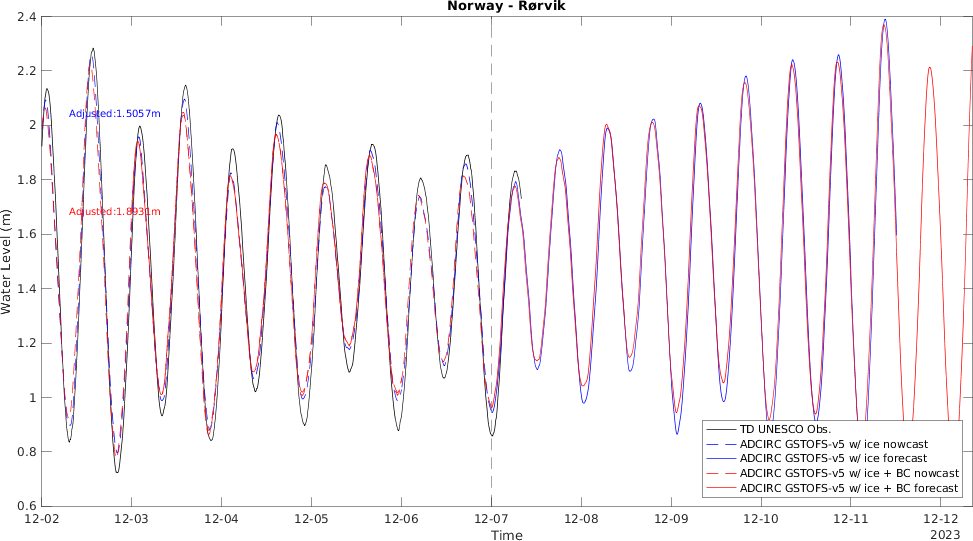 Norway - Rørvik
2.4
2.2
2
1.8
1.6
1.4
1.2
1
0.8
0.6
Water Level (m)
Adjusted:1.5057m
Adjusted:1.8931m
TD UNESCO Obs.
ADCIRC GSTOFS-v5 w/ ice nowcast
ADCIRC GSTOFS-v5 w/ ice forecast
ADCIRC GSTOFS-v5 w/ ice + BC nowcast
ADCIRC GSTOFS-v5 w/ ice + BC forecast
12-02 12-03 12-04 12-05 12-06 12-07 12-08 12-09 12-10 12-11 12-12
Time 2023